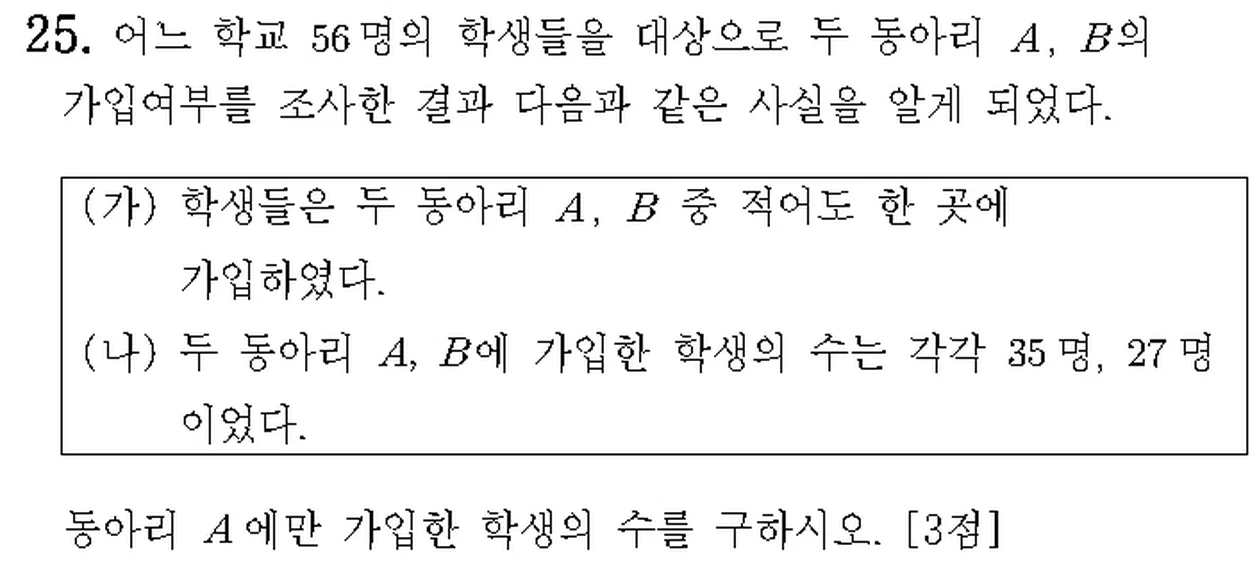 25. 어느 학교 56명의 학생들을 대상으로 두 동아리 A, B의
가입여부를 조사한 결과 다음과 같은 사실을 알게 되었다.
(가) 학생들은 두 동아리 A, B 중 적어도 한 곳에
가입하였다.
(나) 두 동아리 A, B에 가입한 학생의 수는 각각 35명, 27명
이었다.
동아리 A에만 가입한 학생의 수를 구하시오. [3점]